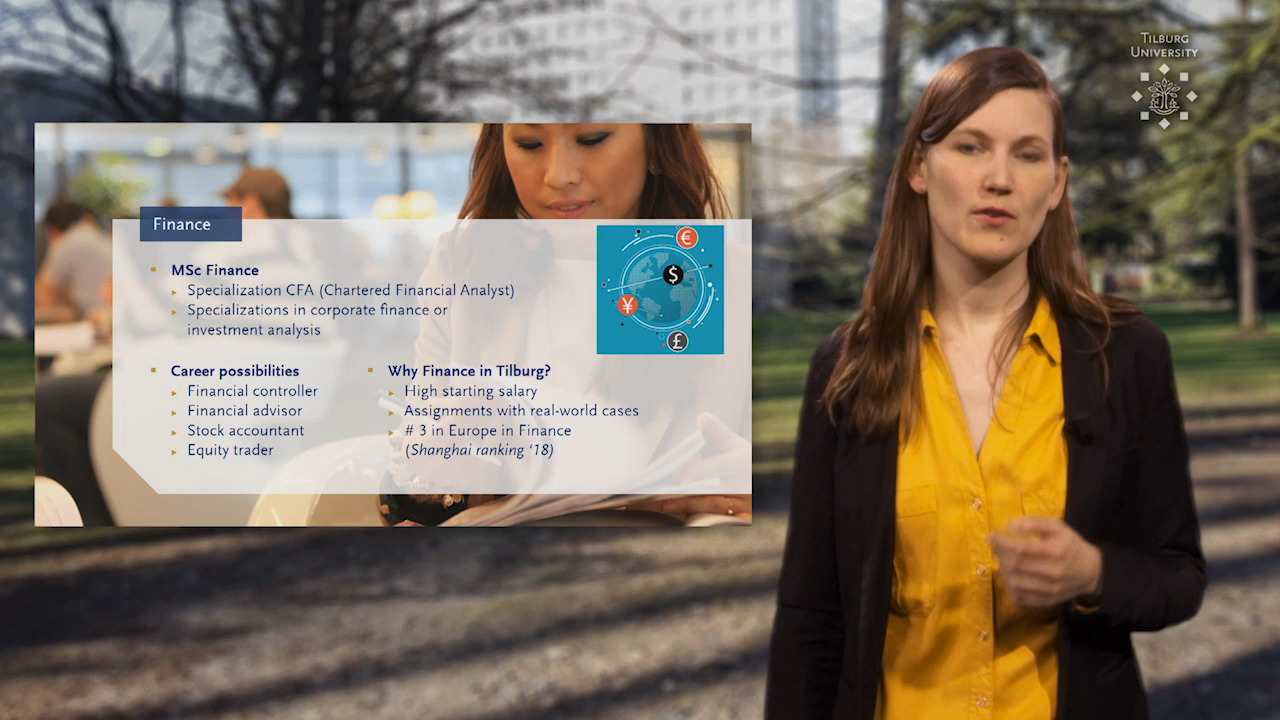 TILBURG
UNIVERSITY
Finance
MSc Finance
Specialization CFA (Chartered Financial Analyst)
Specializations in corporate finance or
investment analysis
Career possibilities
Financial controller
Financial advisor
Stock accountant
Equity trader
Why Finance in Tilburg?
High starting salary
Assignments with real-world cases
# 3 in Europe in Finance
(Shanghai ranking ‘18)
€
$
¥
£